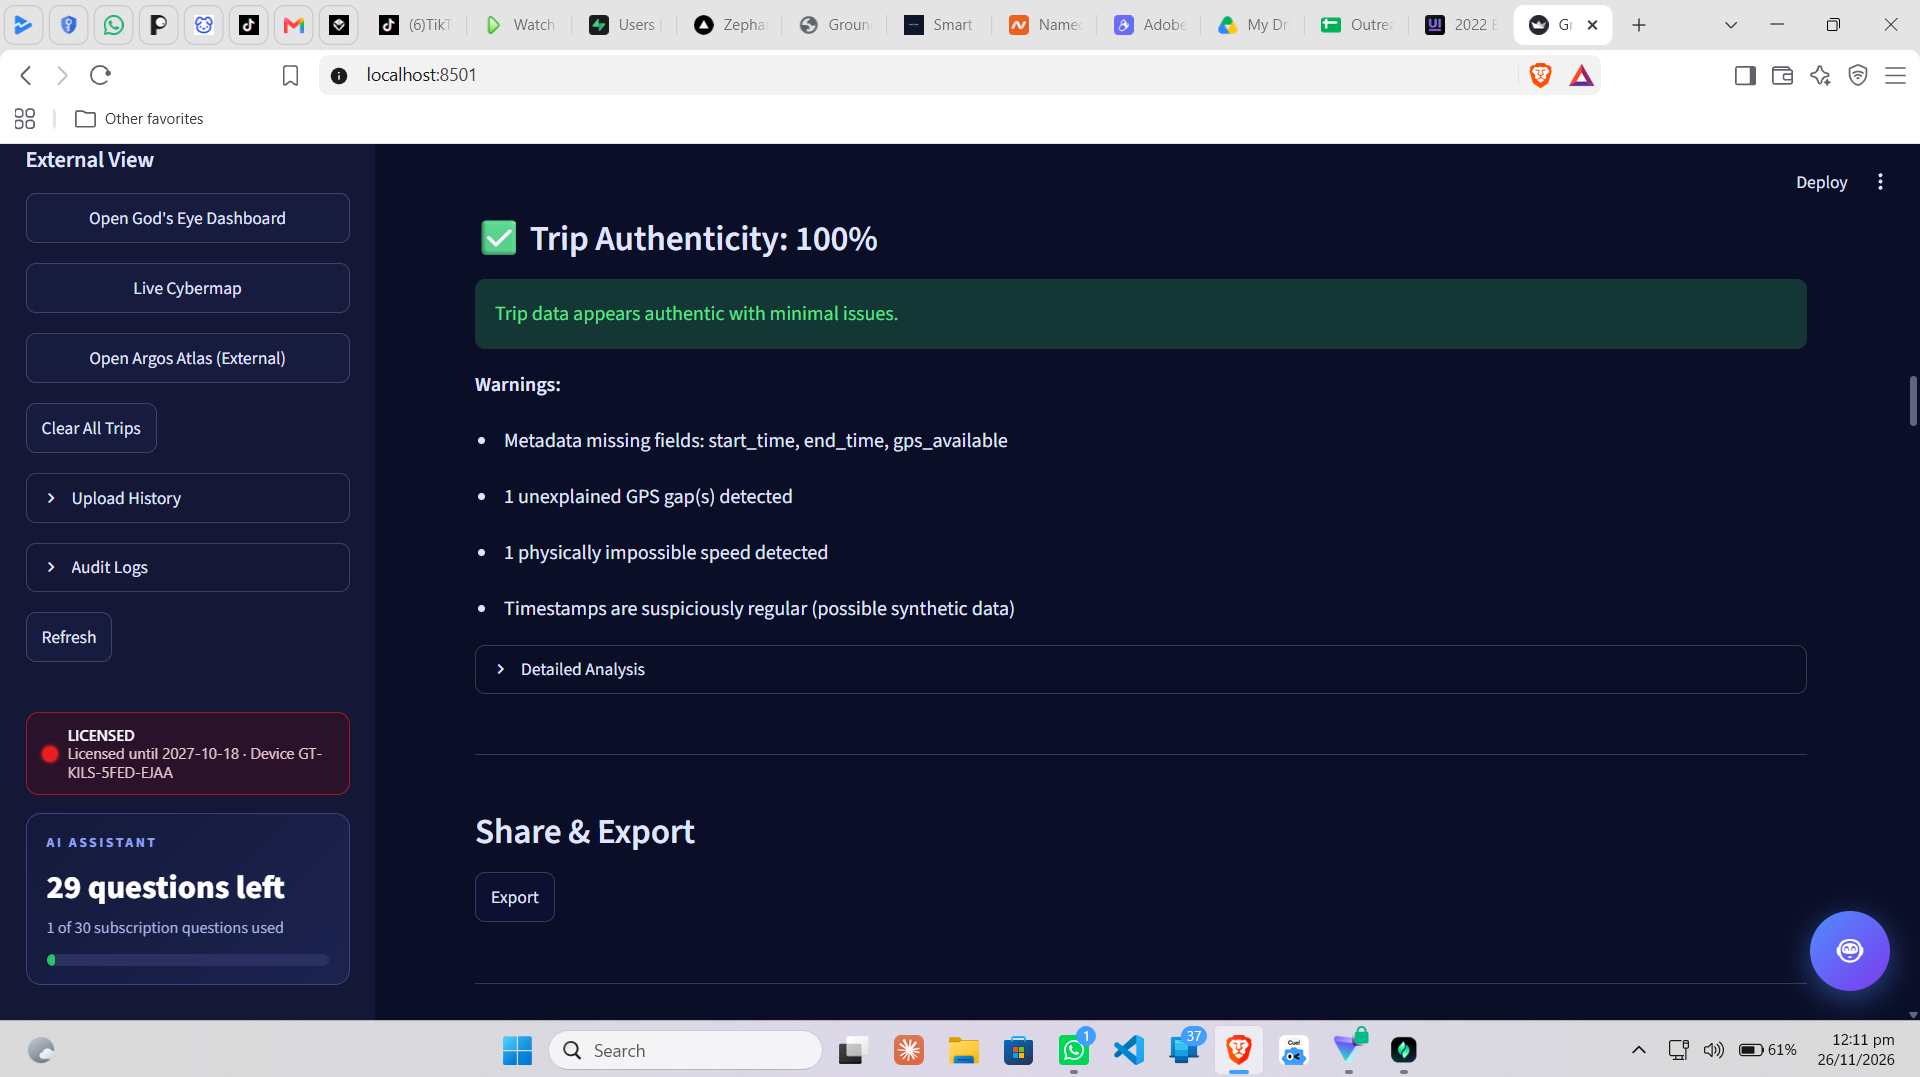 (6)TikT
Watch
Users
Zepha
Groun
Smart
Name
Adobe
My Dr
Outrea
2022 E
Gr
localhost:8501
Other favorites
External View
Open God's Eye Dashboard
Live Cybermap
Open Argos Atlas (External)
Clear All Trips
Upload History
Audit Logs
Refresh
LICENSED
Licensed until 2027-10-18 · Device GT-
KILS-5FED-EJAA
AI ASSISTANT
29 questions left
1 of 30 subscription questions used
Deploy
Trip Authenticity: 100%
Trip data appears authentic with minimal issues.
Warnings:
Metadata missing fields: start_time, end_time, gps_available
1 unexplained GPS gap(s) detected
1 physically impossible speed detected
Timestamps are suspiciously regular (possible synthetic data)
Detailed Analysis
Share & Export
Export
Search
1
37
Cue!
61%
12:11 pm
26/11/2026